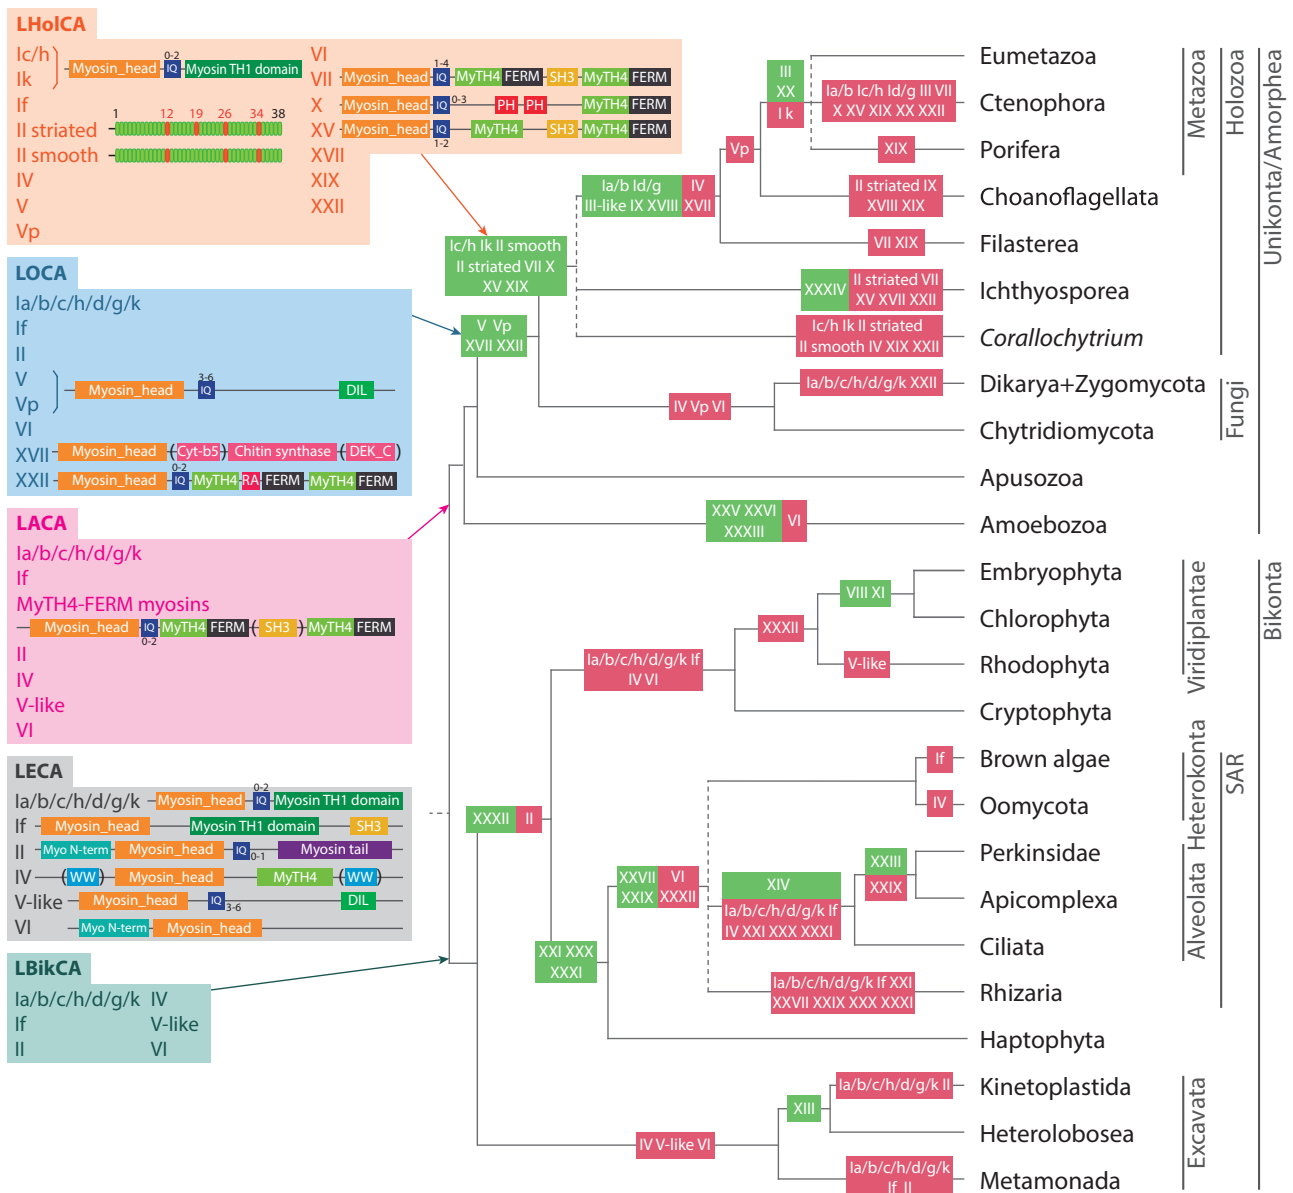 LHolCA
Ic/h
Ik
Myosin_head
0-2
IQ
Myosin TH1 domain
If
1 12 19 26 34 38
II striated
II smooth
IV
V
Vp
VI
VII
Myosin_head
1-4
IQ
MyTH4
FERM
SH3
MyTH4
FERM
X
Myosin_head
IQ
0-3
PH
PH
MyTH4
FERM
XV
Myosin_head
IQ
1-2
MyTH4
SH3
MyTH4
FERM
XVII
XIX
XXII
LOCA
Ia/b/c/h/d/g/k
If
II
V
Vp
Myosin_head
3-6
IQ
DIL
VI
XVII
Myosin_head
(Cyt-b5)
Chitin synthase
(DEK_C)
XXII
Myosin_head
0-2
IQ
MyTH4
RA
FERM
MyTH4
FERM
LACA
Ia/b/c/h/d/g/k
If
MyTH4-FERM myosins
Myosin_head
IQ
0-2
MyTH4
FERM
(SH3)
MyTH4
FERM
II
IV
V-like
VI
LECA
Ia/b/c/h/d/g/k
Myosin_head
0-2
IQ
Myosin TH1 domain
If
Myosin_head
Myosin TH1 domain
SH3
II
Myo N-term
Myosin_head
IQ
0-1
Myosin tail
IV
(WW)
Myosin_head
MyTH4
(WW)
V-like
Myosin_head
IQ
3-6
DIL
VI
Myo N-term
Myosin_head
LBikCA
Ia/b/c/h/d/g/k IV
If V-like
II VI
Ic/h Ik II smooth
II striated VII X
XV XIX
V Vp
XVII XXII
Ia/b Id/g
III-like IX XVIII
IV
XVII
Vp
III
XX
I k
Ia/b Ic/h Id/g III VII
X XV XIX XX XXII
XIX
II striated IX
XVIII XIX
VII XIX
XXXIV
II striated VII
XV XVII XXII
Ic/h Ik II striated
II smooth IV XIX XXII
IV Vp VI
Ia/b/c/h/d/g/k XXII
XXV XXVI
XXXIII
VI
VIII XI
XXXII
V-like
Ia/b/c/h/d/g/k If
IV VI
XXXII
II
If
IV
XXVII
XXIX
VI
XXXII
XIV
Ia/b/c/h/d/g/k If
IV XXI XXX XXXI
XXIII
XXIX
XXI XXX
XXXI
Ia/b/c/h/d/g/k If XXI
XXVII XXIX XXX XXXI
XIII
Ia/b/c/h/d/g/k II
IV V-like VI
Ia/b/c/h/d/g/k
If II
Eumetazoa
Ctenophora
Porifera
Choanoflagellata
Filasterea
Ichthyosporea
Corallochytrium
Dikarya+Zygomycota
Chytridiomycota
Apusozoa
Amoebozoa
Embryophyta
Chlorophyta
Rhodophyta
Cryptophyta
Brown algae
Oomycota
Perkinsidae
Apicomplexa
Ciliata
Rhizaria
Haptophyta
Kinetoplastida
Heterolobosea
Metamonada
Metazoa
Holozoa
Unikonta/Amorphea
Fungi
Viridiplantae
Bikonta
Heterokonta
SAR
Alveolata
Excavata